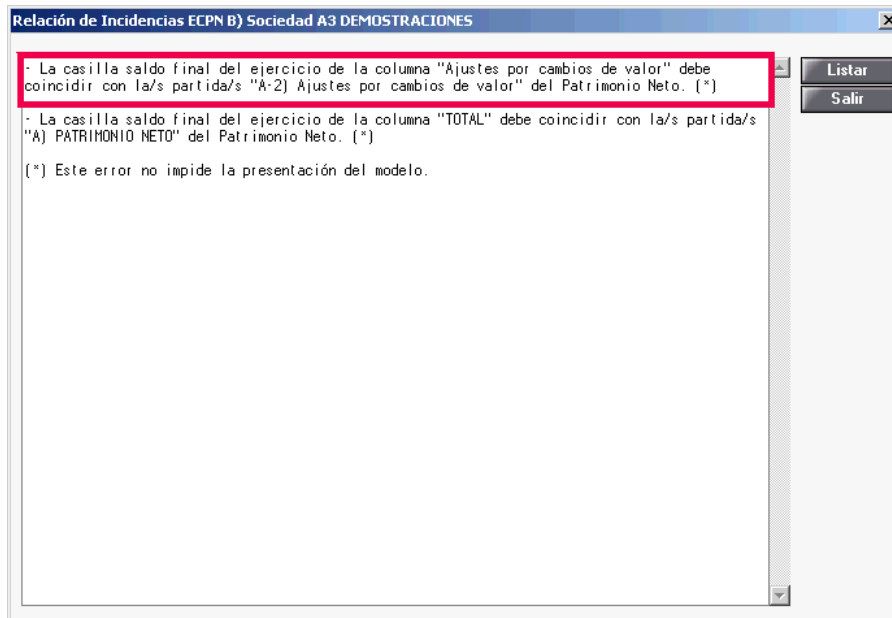 Relación de Incidencias ECPN B) Sociedad A3 DEMOSTRACIONES
- La casilla saldo final del ejercicio de la columna "Ajustes por cambios de valor" debe
coincidir con la/s partida/s "A-2) Ajustes por cambios de valor" del Patrimonio Neto. (*)
- La casilla saldo final del ejercicio de la columna "TOTAL" debe coincidir con la/s partida/s
"A) PATRIMONIO NETO" del Patrimonio Neto. (*)
(*) Este error no impide la presentación del modelo.
Listar
Salir